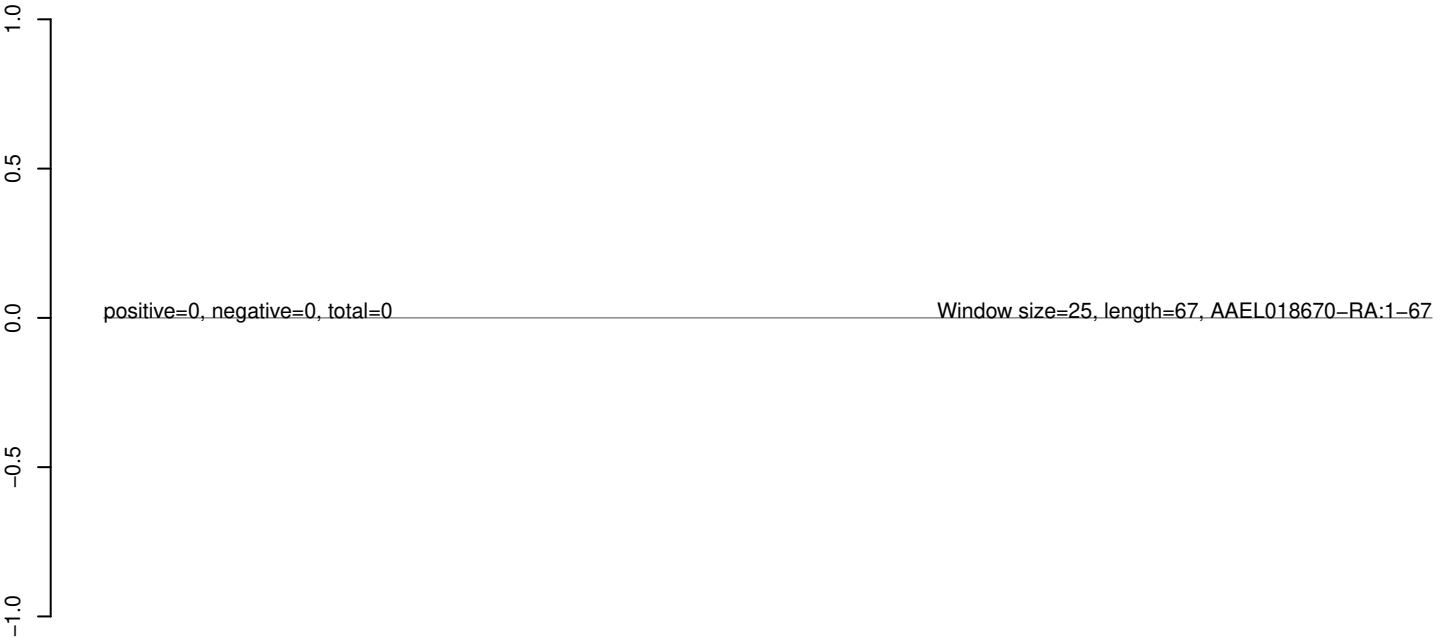 1.0
0.5
0.0
−0.5
−1.0
positive=0, negative=0, total=0
Window size=25, length=67, AAEL018670−RA:1−67